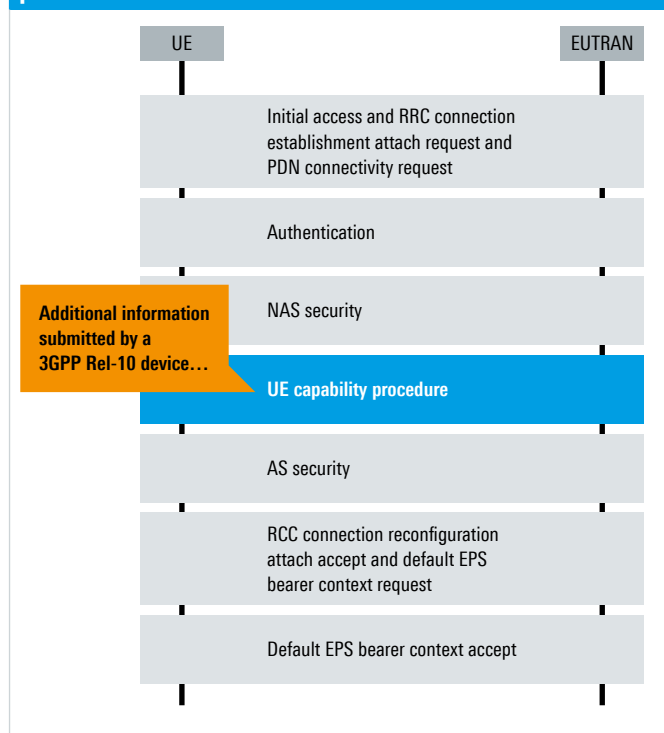 UE
EUTRAN
Initial access and RRC connection
establishment attach request and
PDN connectivity request
Authentication
NAS security
Additional information
submitted by a
3GPP Rel-10 device…
UE capability procedure
AS security
RCC connection reconfiguration
attach accept and default EPS
bearer context request
Default EPS bearer context accept